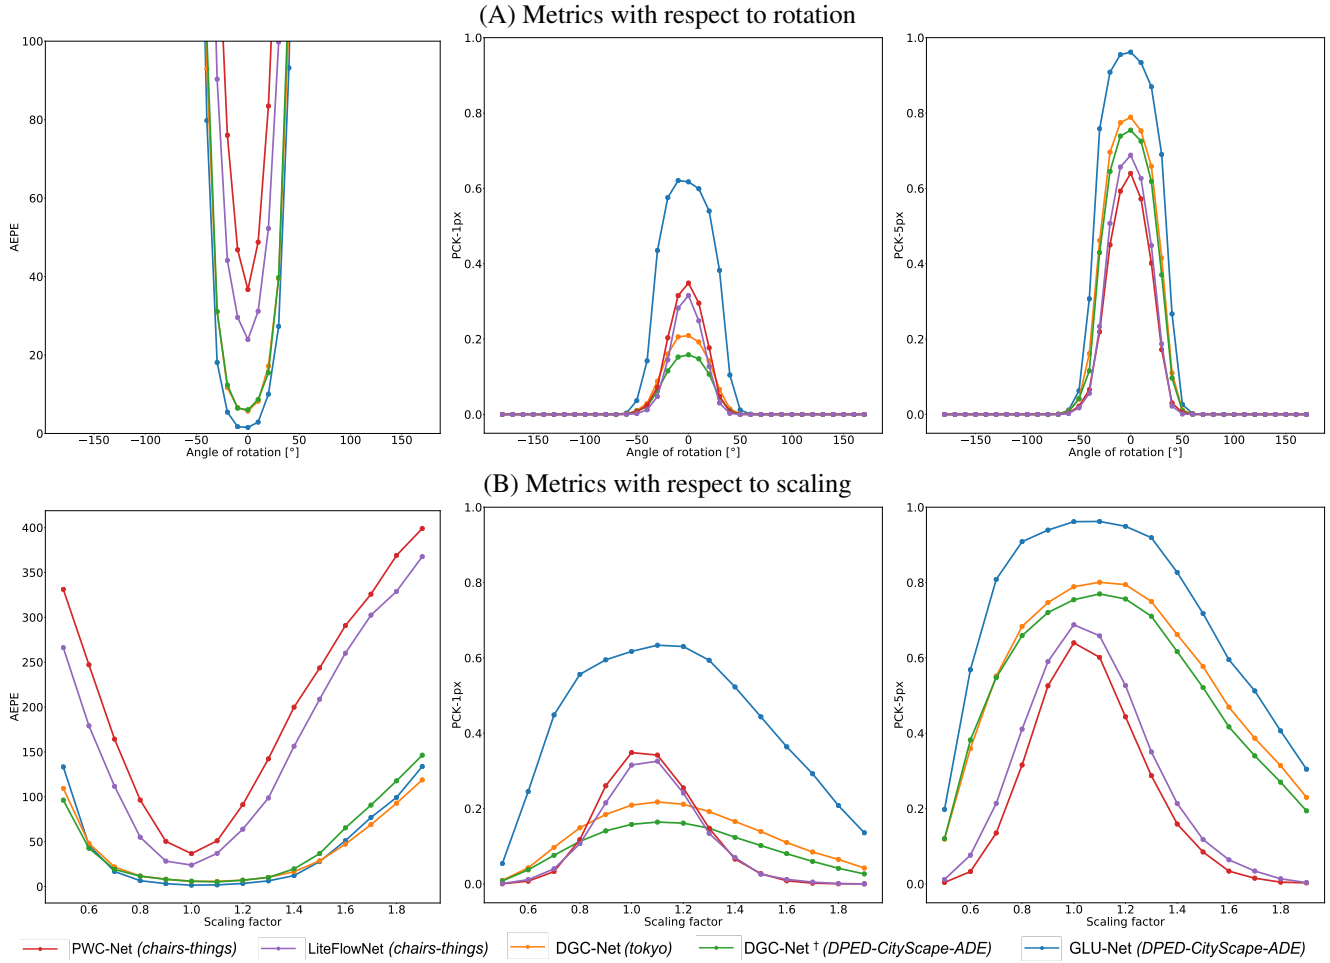 (A) Metrics with respect to rotation
100
80
60
40
20
0
AEPE
−150 −100 −50 0 50 100 150
Angle of rotation [°]
1.0
0.8
0.6
0.4
0.2
0.0
PCK-1px
−150 −100 −50 0 50 100 150
Angle of rotation [°]
1.0
0.8
0.6
0.4
0.2
0.0
PCK-5px
−150 −100 −50 0 50 100 150
Angle of rotation [°]
(B) Metrics with respect to scaling
400
350
300
250
200
150
100
50
0
AEPE
0.6 0.8 1.0 1.2 1.4 1.6 1.8
Scaling factor
1.0
0.8
0.6
0.4
0.2
0.0
PCK-1px
0.6 0.8 1.0 1.2 1.4 1.6 1.8
Scaling factor
1.0
0.8
0.6
0.4
0.2
0.0
PCK-5px
0.6 0.8 1.0 1.2 1.4 1.6 1.8
Scaling factor
PWC-Net (chairs-things) LiteFlowNet (chairs-things) DGC-Net (tokyo) DGC-Net † (DPED-CityScape-ADE) GLU-Net (DPED-CityScape-ADE)